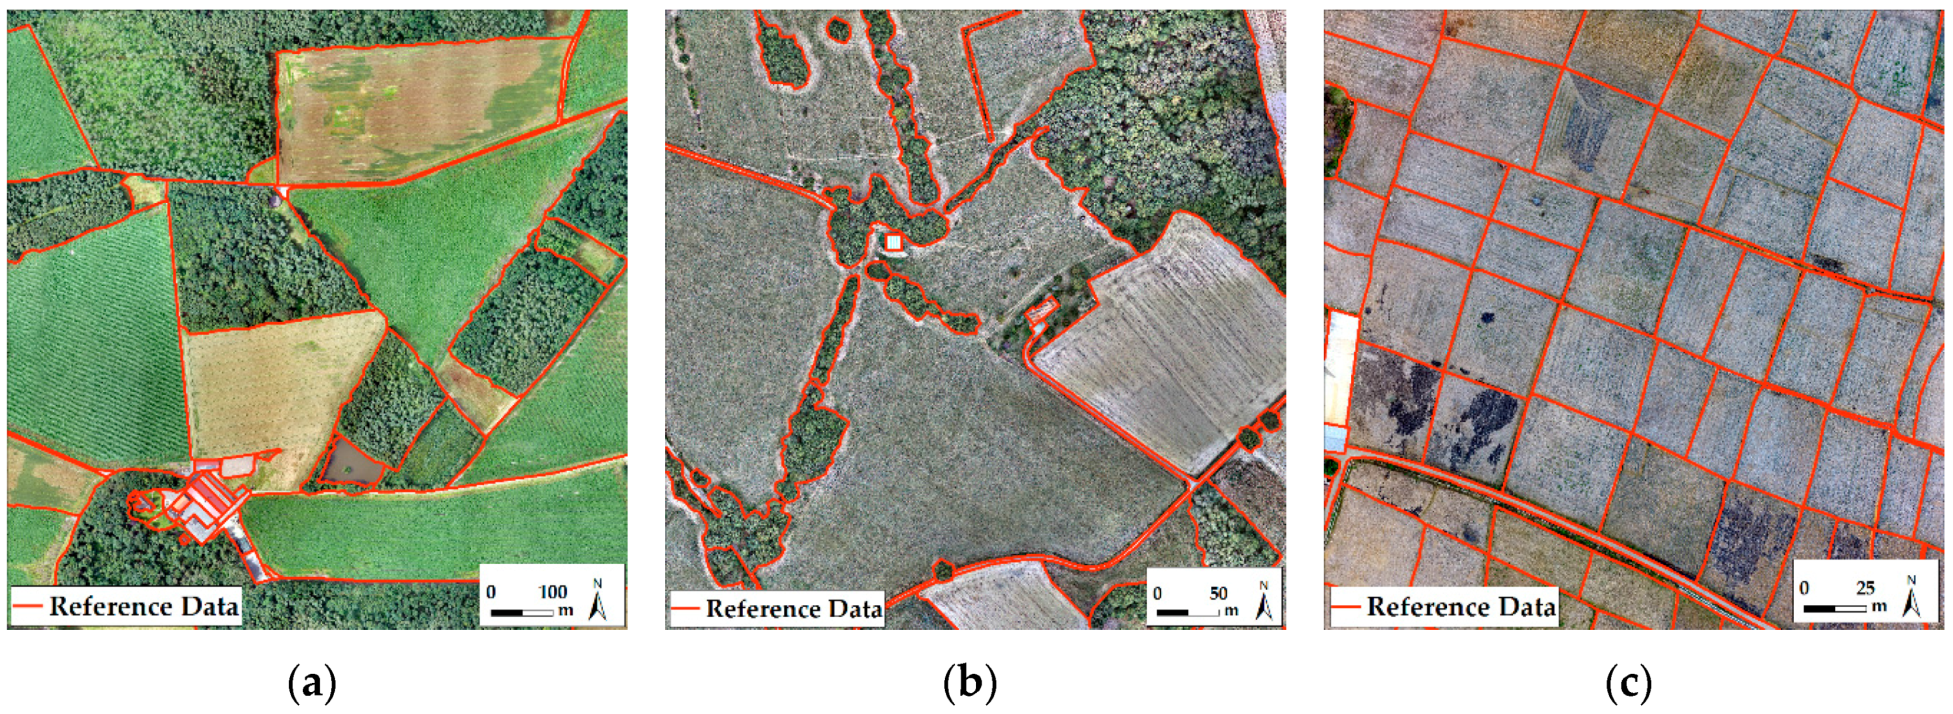 Reference Data
0 100
m
N
(a)
Reference Data
0 50
m
N
(b)
Reference Data
0 25
m
N
(c)